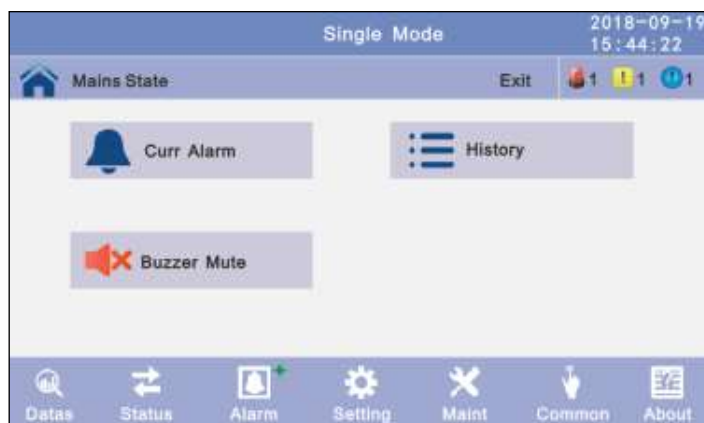 Single Mode
2018-09-19
15:44:22
Mains State
Exit
1
1
1
Curr Alarm
History
Buzzer Mute
Datas
Status
Alarm
Setting
Maint
Common
About